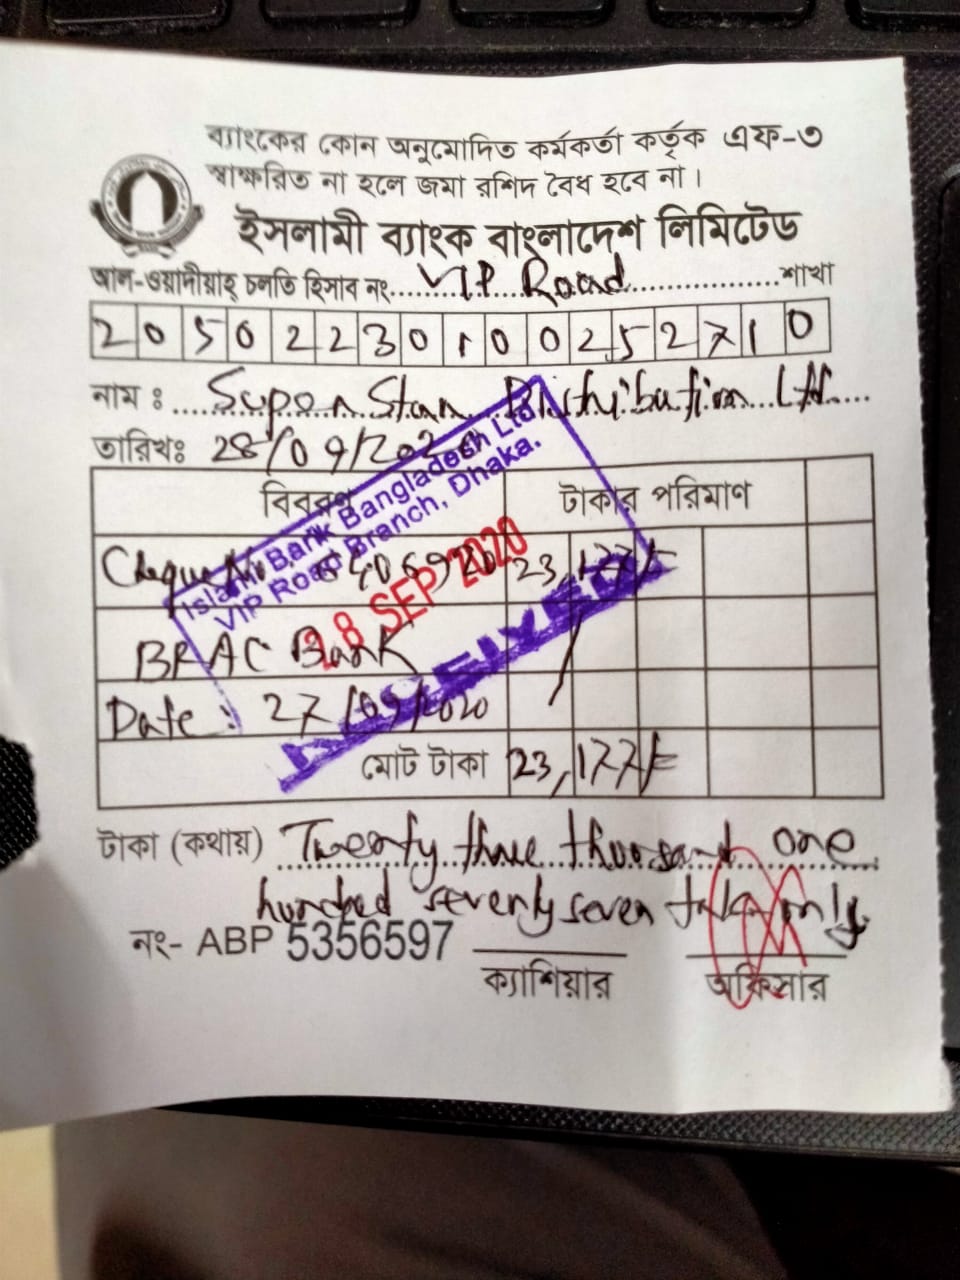 ব্যাংকের কোন অনুমোদিত কর্মকর্তা কর্তৃক এফ-৩
স্বাক্ষরিত না হলে জমা রশিদ বৈধ হবে না।
ইসলামী ব্যাংক বাংলাদেশ লিমিটেড
আল-ওয়াদীয়াহ্ চলতি হিসাব নং..... VIP Road ..............শাখা
2 0 5 0 2 2 3 0 1 0 0 2 5 2 7 1 0
নাম : Super Star Distribution Ltd.
তারিখঃ 28/09/2020
বিবরণ টাকার পরিমাণ
Cheque No 23,177/=
BRAC Bank
Date: 27/09/2020
Islami Bank Bangladesh Ltd
VIP Road Branch, Dhaka.
28 SEP 2020
মোট টাকা 23,177/=
টাকা (কথায়) Twenty three thousand one
hundred seventy seven taka only.
নং- ABP 5356597
ক্যাশিয়ার অফিসার